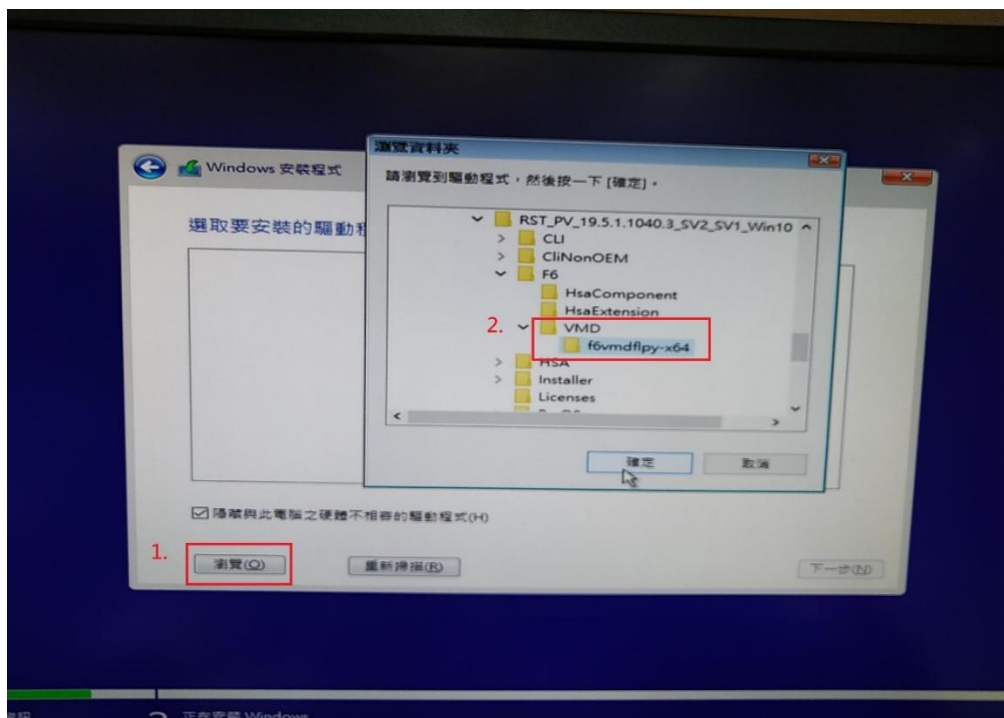 瀏覽資料夾
Windows 安裝程式
請瀏覽到驅動程式，然後按一下 [確定]。
選取要安裝的驅動程
RST_PV_19.5.1.1040.3_SV2_SV1_Win10
CLI
CliNonOEM
F6
HsaComponent
HsaExtension
2.
VMD
f6vmdflpy-x64
HSA
Installer
Licenses
確定
取消
隱藏與此電腦之硬體不相容的驅動程式(H)
1.
瀏覽(O)
重新掃描(R)
下一步(N)
正在安裝 Windows